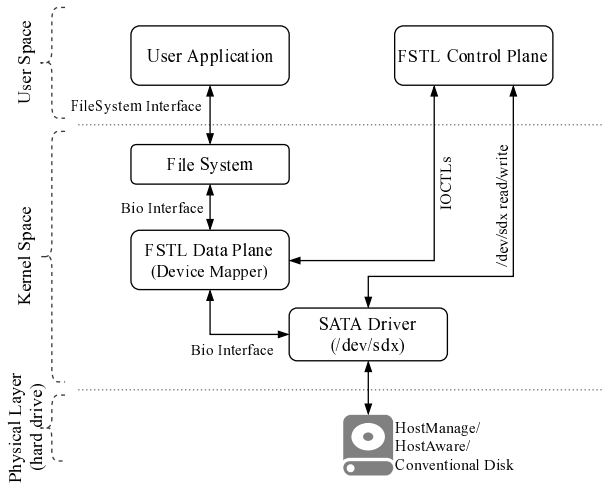 User Space
User Application
FSTL Control Plane
FileSystem Interface
Kernel Space
File System
IOCTLs
/dev/sdx read/write
Bio Interface
FSTL Data Plane
(Device Mapper)
SATA Driver
(/dev/sdx)
Bio Interface
Physical Layer
(hard drive)
HostManage/
HostAware/
Conventional Disk